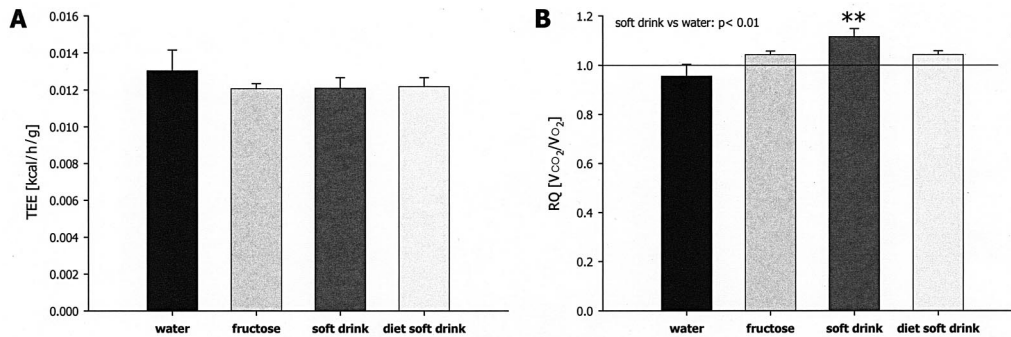 A
TEE [kcal/h/g]
0.016
0.014
0.012
0.010
0.008
0.006
0.004
0.002
0.000
water
fructose
soft drink
diet soft drink
B
RQ [VCO₂/VO₂]
1.2
1.0
0.8
0.6
0.4
0.2
0.0
soft drink vs water: p< 0.01
**
water
fructose
soft drink
diet soft drink